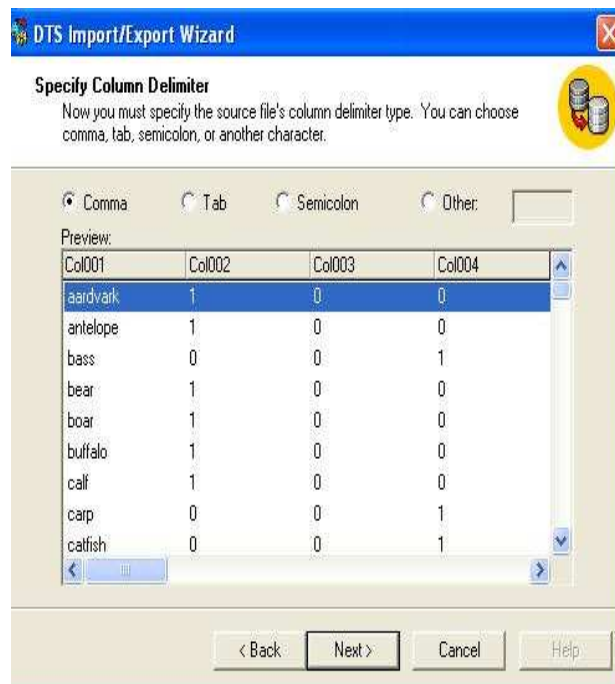 DTS Import/Export Wizard
Specify Column Delimiter
Now you must specify the source file's column delimiter type. You can choose
comma, tab, semicolon, or another character.
Comma Tab Semicolon Other:
Preview:
Col001 Col002 Col003 Col004
aardvark 1 0 0
antelope 1 0 0
bass 0 0 1
bear 1 0 0
boar 1 0 0
buffalo 1 0 0
calf 1 0 0
carp 0 0 1
catfish 0 0 1
< Back Next > Cancel Help